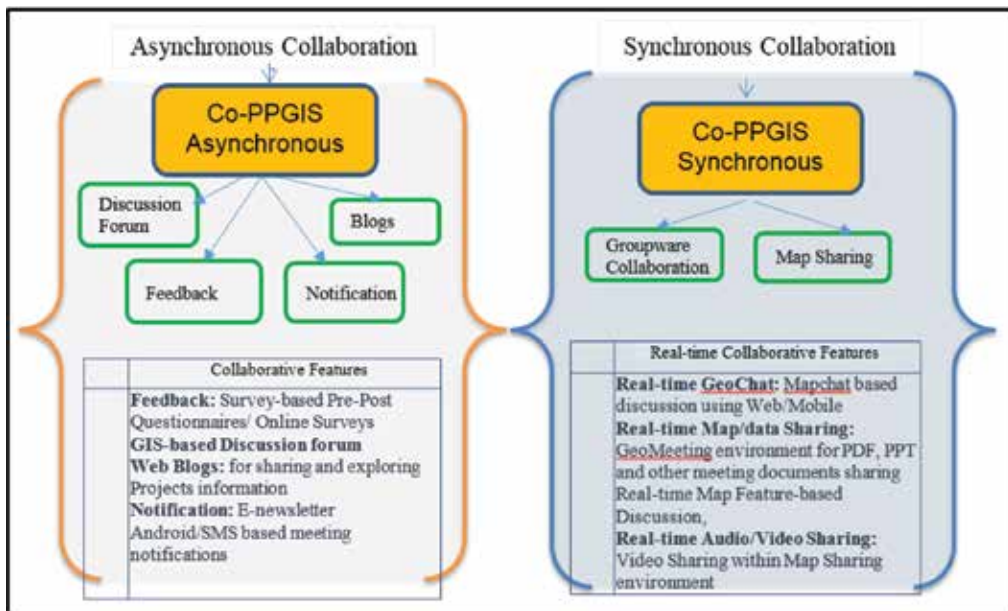 Asynchronous Collaboration
Co-PPGIS
Asynchronous
Discussion
Forum
Blogs
Feedback
Notification
Collaborative Features
Feedback: Survey-based Pre-Post
Questionnaires/ Online Surveys
GIS-based Discussion forum
Web Blogs: for sharing and exploring
Projects information
Notification: E-newsletter
Android/SMS based meeting
notifications
Synchronous Collaboration
Co-PPGIS
Synchronous
Groupware
Collaboration
Map Sharing
Real-time Collaborative Features
Real-time GeoChat: Mapchat based
discussion using Web/Mobile
Real-time Map/data Sharing:
GeoMeeting environment for PDF, PPT
and other meeting documents sharing
Real-time Map Feature-based
Discussion,
Real-time Audio/Video Sharing:
Video Sharing within Map Sharing
environment